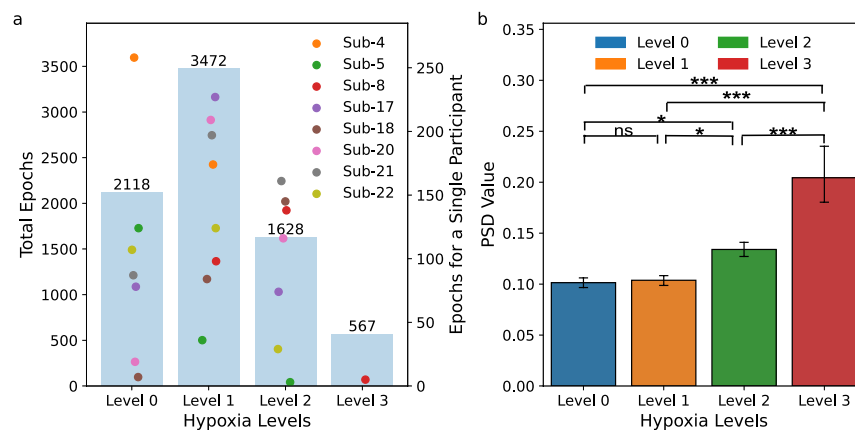 a
Total Epochs
3500
3000
2500
2000
1500
1000
500
0
2118
3472
1628
567
Sub-4
Sub-5
Sub-8
Sub-17
Sub-18
Sub-20
Sub-21
Sub-22
250
200
150
100
50
0
Epochs for a Single Participant
Level 0
Level 1
Level 2
Level 3
Hypoxia Levels
b
PSD Value
0.35
0.30
0.25
0.20
0.15
0.10
0.05
0.00
Level 0
Level 1
Level 2
Level 3
***
***
*
ns
*
***
Level 0
Level 1
Level 2
Level 3
Hypoxia Levels